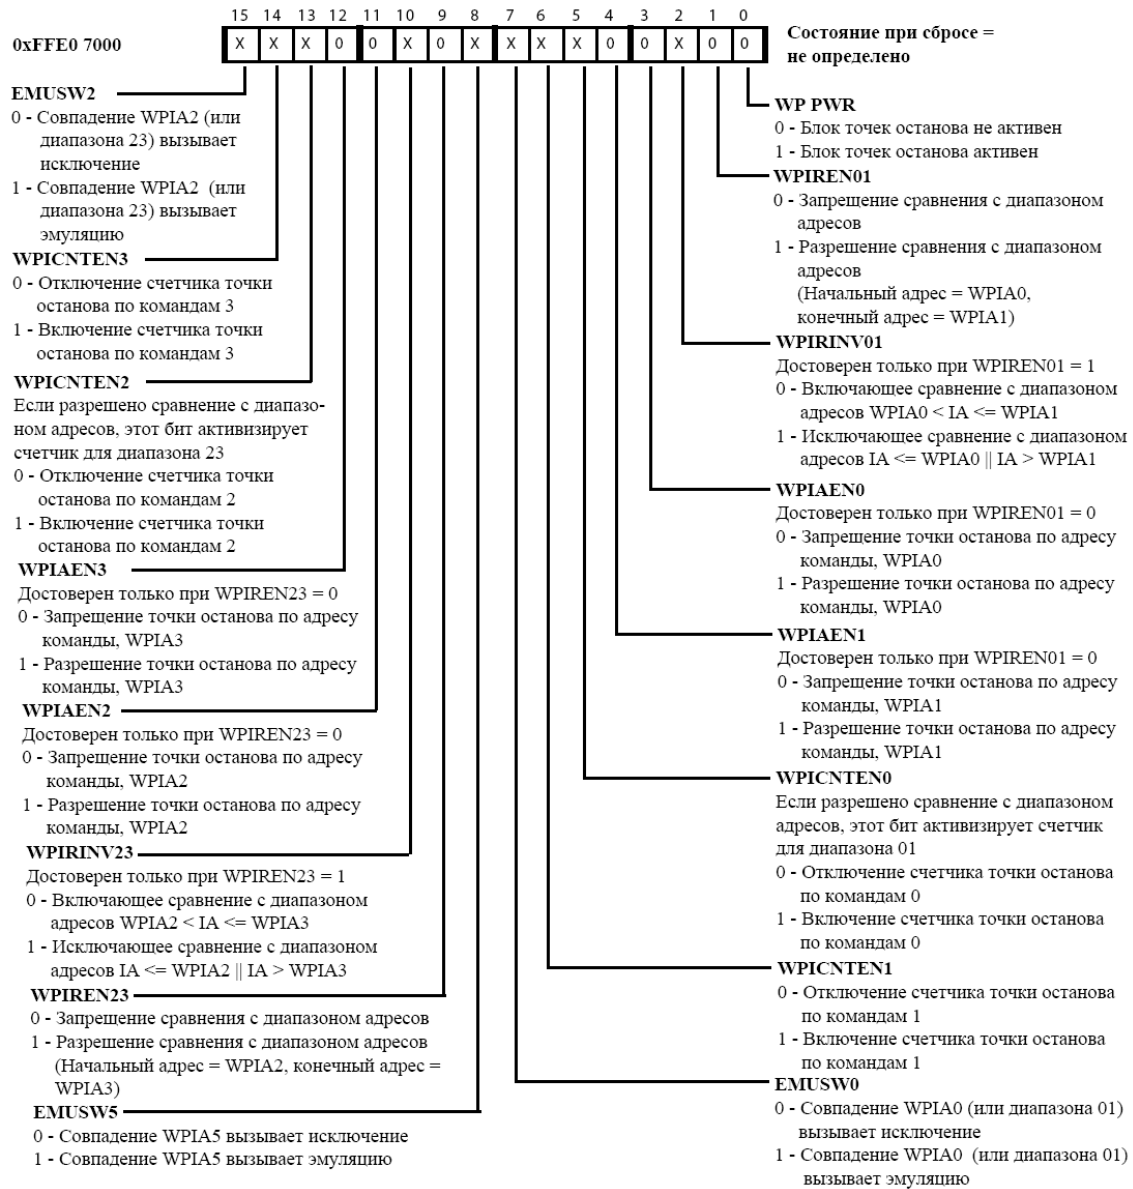 15 14 13 12 11 10 9 8 7 6 5 4 3 2 1 0
0xFFE0 7000
X X X 0 0 X 0 X X X X 0 0 X 0 0
Состояние при сбросе =
не определено
EMUSW2
0 - Совпадение WPIA2 (или
диапазона 23) вызывает
исключение
1 - Совпадение WPIA2 (или
диапазона 23) вызывает
эмуляцию
WPICNTEN3
0 - Отключение счетчика точки
останова по командам 3
1 - Включение счетчика точки
останова по командам 3
WPICNTEN2
Если разрешено сравнение с диапазо-
ном адресов, этот бит активизирует
счетчик для диапазона 23
0 - Отключение счетчика точки
останова по командам 2
1 - Включение счетчика точки
останова по командам 2
WPIAEN3
Достоверен только при WPIREN23 = 0
0 - Запрещение точки останова по адресу
команды, WPIA3
1 - Разрешение точки останова по адресу
команды, WPIA3
WPIAEN2
Достоверен только при WPIREN23 = 0
0 - Запрещение точки останова по адресу
команды, WPIA2
1 - Разрешение точки останова по адресу
команды, WPIA2
WPIRINV23
Достоверен только при WPIREN23 = 1
0 - Включающее сравнение с диапазоном
адресов WPIA2 < IA <= WPIA3
1 - Исключающее сравнение с диапазоном
адресов IA <= WPIA2 || IA > WPIA3
WPIREN23
0 - Запрещение сравнения с диапазоном адресов
1 - Разрешение сравнения с диапазоном адресов
(Начальный адрес = WPIA2, конечный адрес =
WPIA3)
EMUSW5
0 - Совпадение WPIA5 вызывает исключение
1 - Совпадение WPIA5 вызывает эмуляцию
WP PWR
0 - Блок точек останова не активен
1 - Блок точек останова активен
WPIREN01
0 - Запрещение сравнения с диапазоном
адресов
1 - Разрешение сравнения с диапазоном
адресов
(Начальный адрес = WPIA0,
конечный адрес = WPIA1)
WPIRINV01
Достоверен только при WPIREN01 = 1
0 - Включающее сравнение с диапазоном
адресов WPIA0 < IA <= WPIA1
1 - Исключающее сравнение с диапазоном
адресов IA <= WPIA0 || IA > WPIA1
WPIAEN0
Достоверен только при WPIREN01 = 0
0 - Запрещение точки останова по адресу
команды, WPIA0
1 - Разрешение точки останова по адресу
команды, WPIA0
WPIAEN1
Достоверен только при WPIREN01 = 0
0 - Запрещение точки останова по адресу
команды, WPIA1
1 - Разрешение точки останова по адресу
команды, WPIA1
WPICNTEN0
Если разрешено сравнение с диапазоном
адресов, этот бит активизирует счетчик
для диапазона 01
0 - Отключение счетчика точки останова
по командам 0
1 - Включение счетчика точки останова
по командам 0
WPICNTEN1
0 - Отключение счетчика точки останова
по командам 1
1 - Включение счетчика точки останова
по командам 1
EMUSW0
0 - Совпадение WPIA0 (или диапазона 01)
вызывает исключение
1 - Совпадение WPIA0 (или диапазона 01)
вызывает эмуляцию